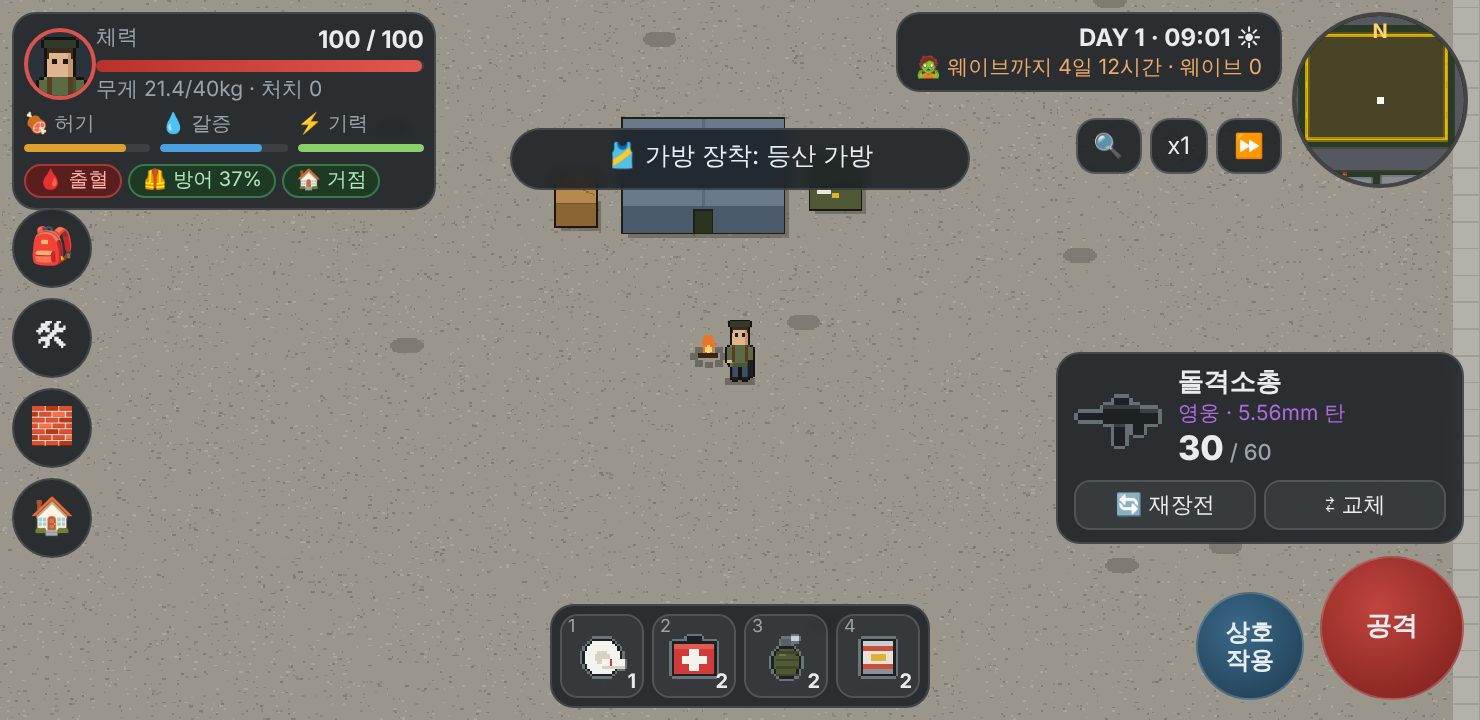 체력
100 / 100
무게 21.4/40kg · 처치 0
🍖 허기
💧 갈증
⚡ 기력
🩸 출혈
🦺 방어 37%
🏠 거점
🎽 가방 장착: 등산 가방
DAY 1 · 09:01 ☀
🧟 웨이브까지 4일 12시간 · 웨이브 0
N
x1
돌격소총
영웅 · 5.56mm 탄
30 / 60
🔄 재장전
⇄ 교체
1
1
2
2
3
2
4
2
상호
작용
공격